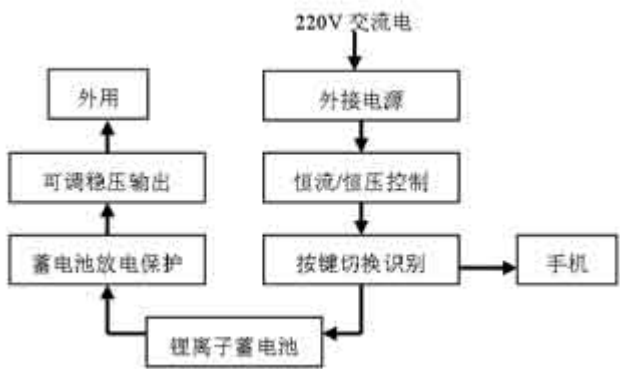 220V 交流电
外接电源
恒流/恒压控制
按键切换识别
手机
锂离子蓄电池
蓄电池放电保护
可调稳压输出
外用